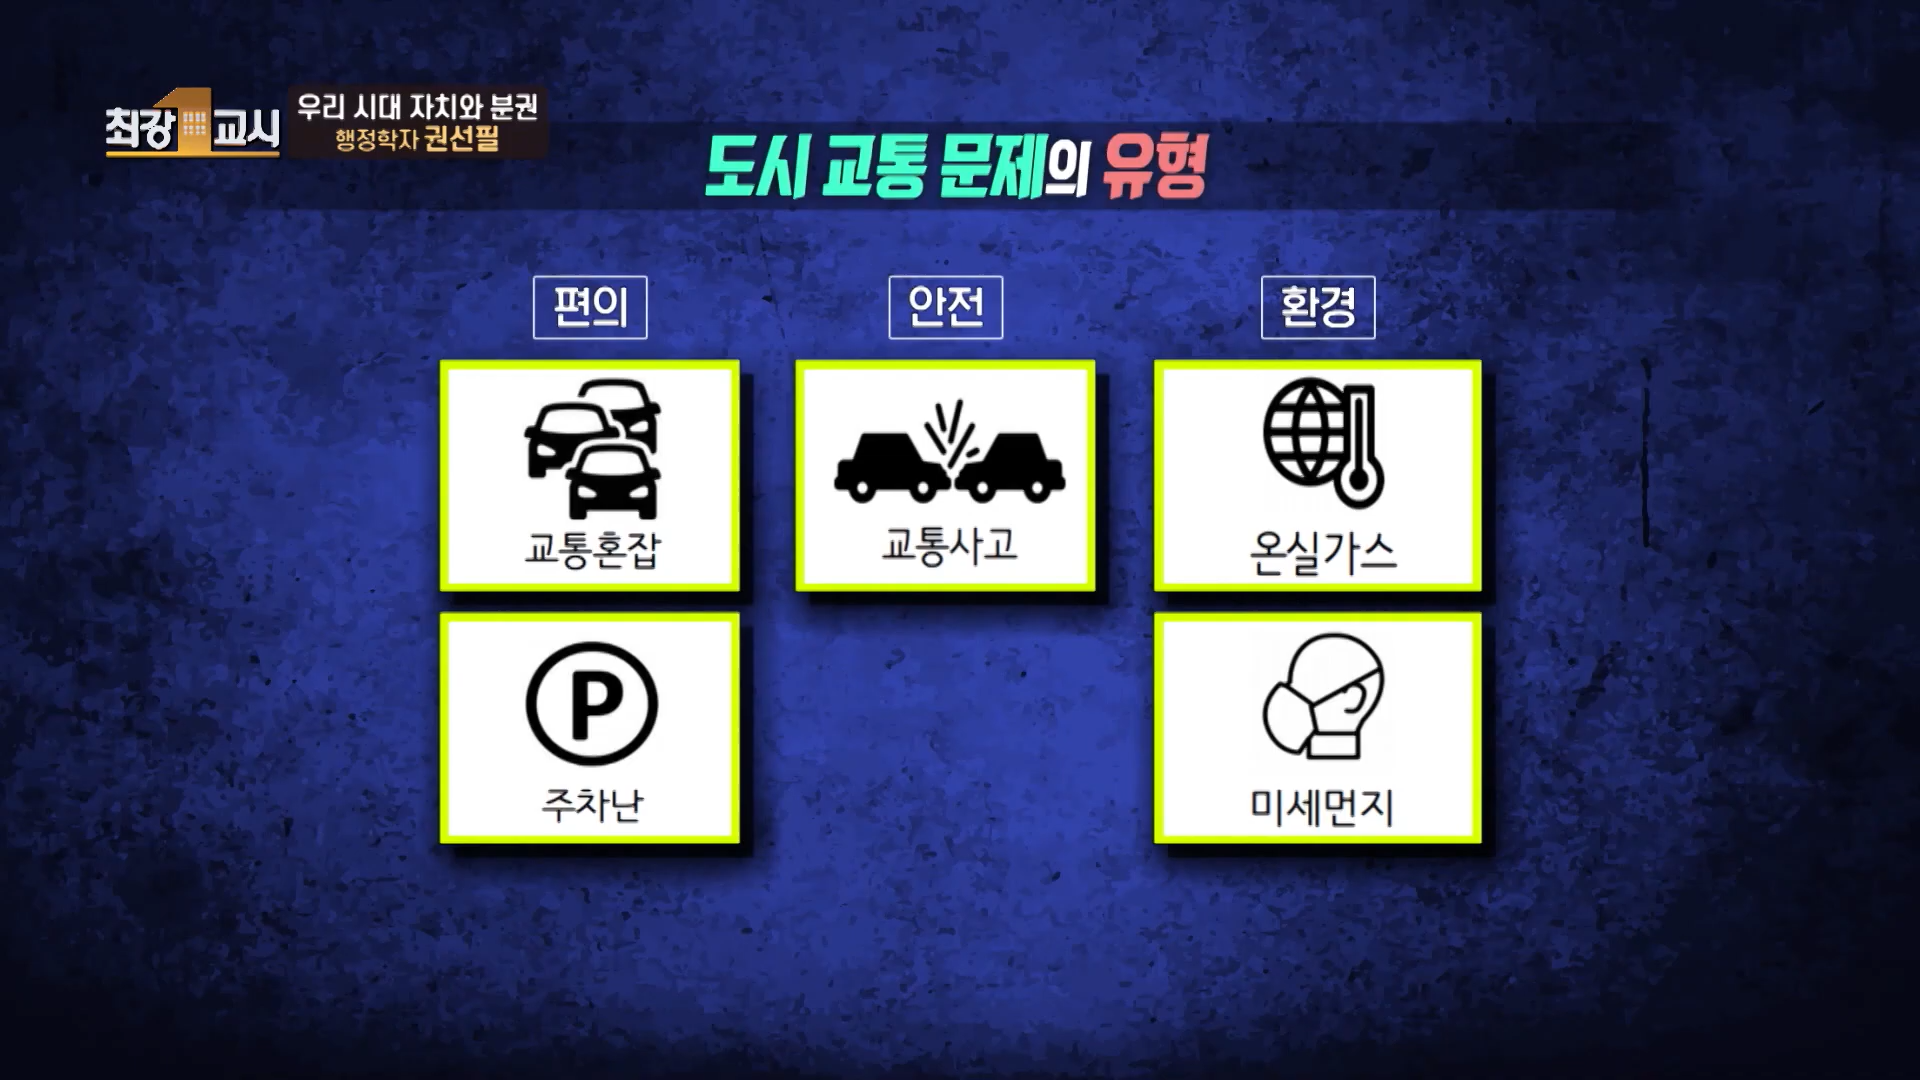 최강1교시
우리 시대 자치와 분권
행정학자 권선필
도시 교통 문제의 유형
편의
안전
환경
교통혼잡
교통사고
온실가스
P
주차난
미세먼지